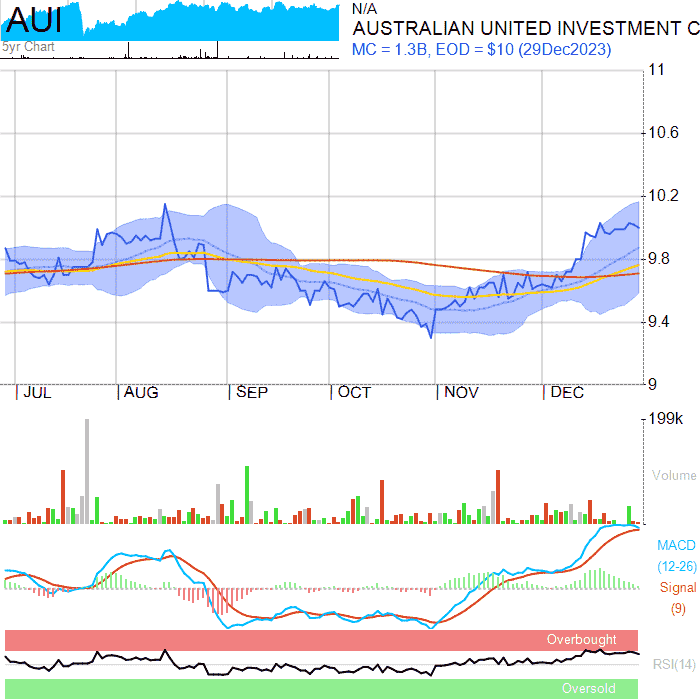 AUI
5yr Chart
N/A
AUSTRALIAN UNITED INVESTMENT C
MC = 1.3B, EOD = $10 (29Dec2023)
11
10.6
10.2
9.8
9.4
9
JUL AUG SEP OCT NOV DEC
199k
Volume
MACD
(12-26)
Signal
(9)
Overbought
RSI(14)
Oversold